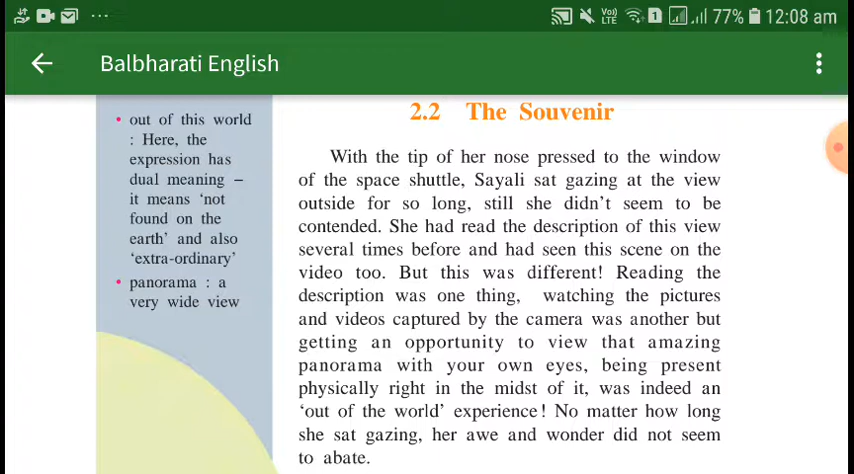 ... VoD LTE 1 77% 12:08 am
Balbharati English
• out of this world
: Here, the
expression has
dual meaning –
it means ‘not
found on the
earth’ and also
‘extra-ordinary’
• panorama : a
very wide view
2.2 The Souvenir
With the tip of her nose pressed to the window
of the space shuttle, Sayali sat gazing at the view
outside for so long, still she didn’t seem to be
contended. She had read the description of this view
several times before and had seen this scene on the
video too. But this was different! Reading the
description was one thing, watching the pictures
and videos captured by the camera was another but
getting an opportunity to view that amazing
panorama with your own eyes, being present
physically right in the midst of it, was indeed an
‘out of the world’ experience! No matter how long
she sat gazing, her awe and wonder did not seem
to abate.